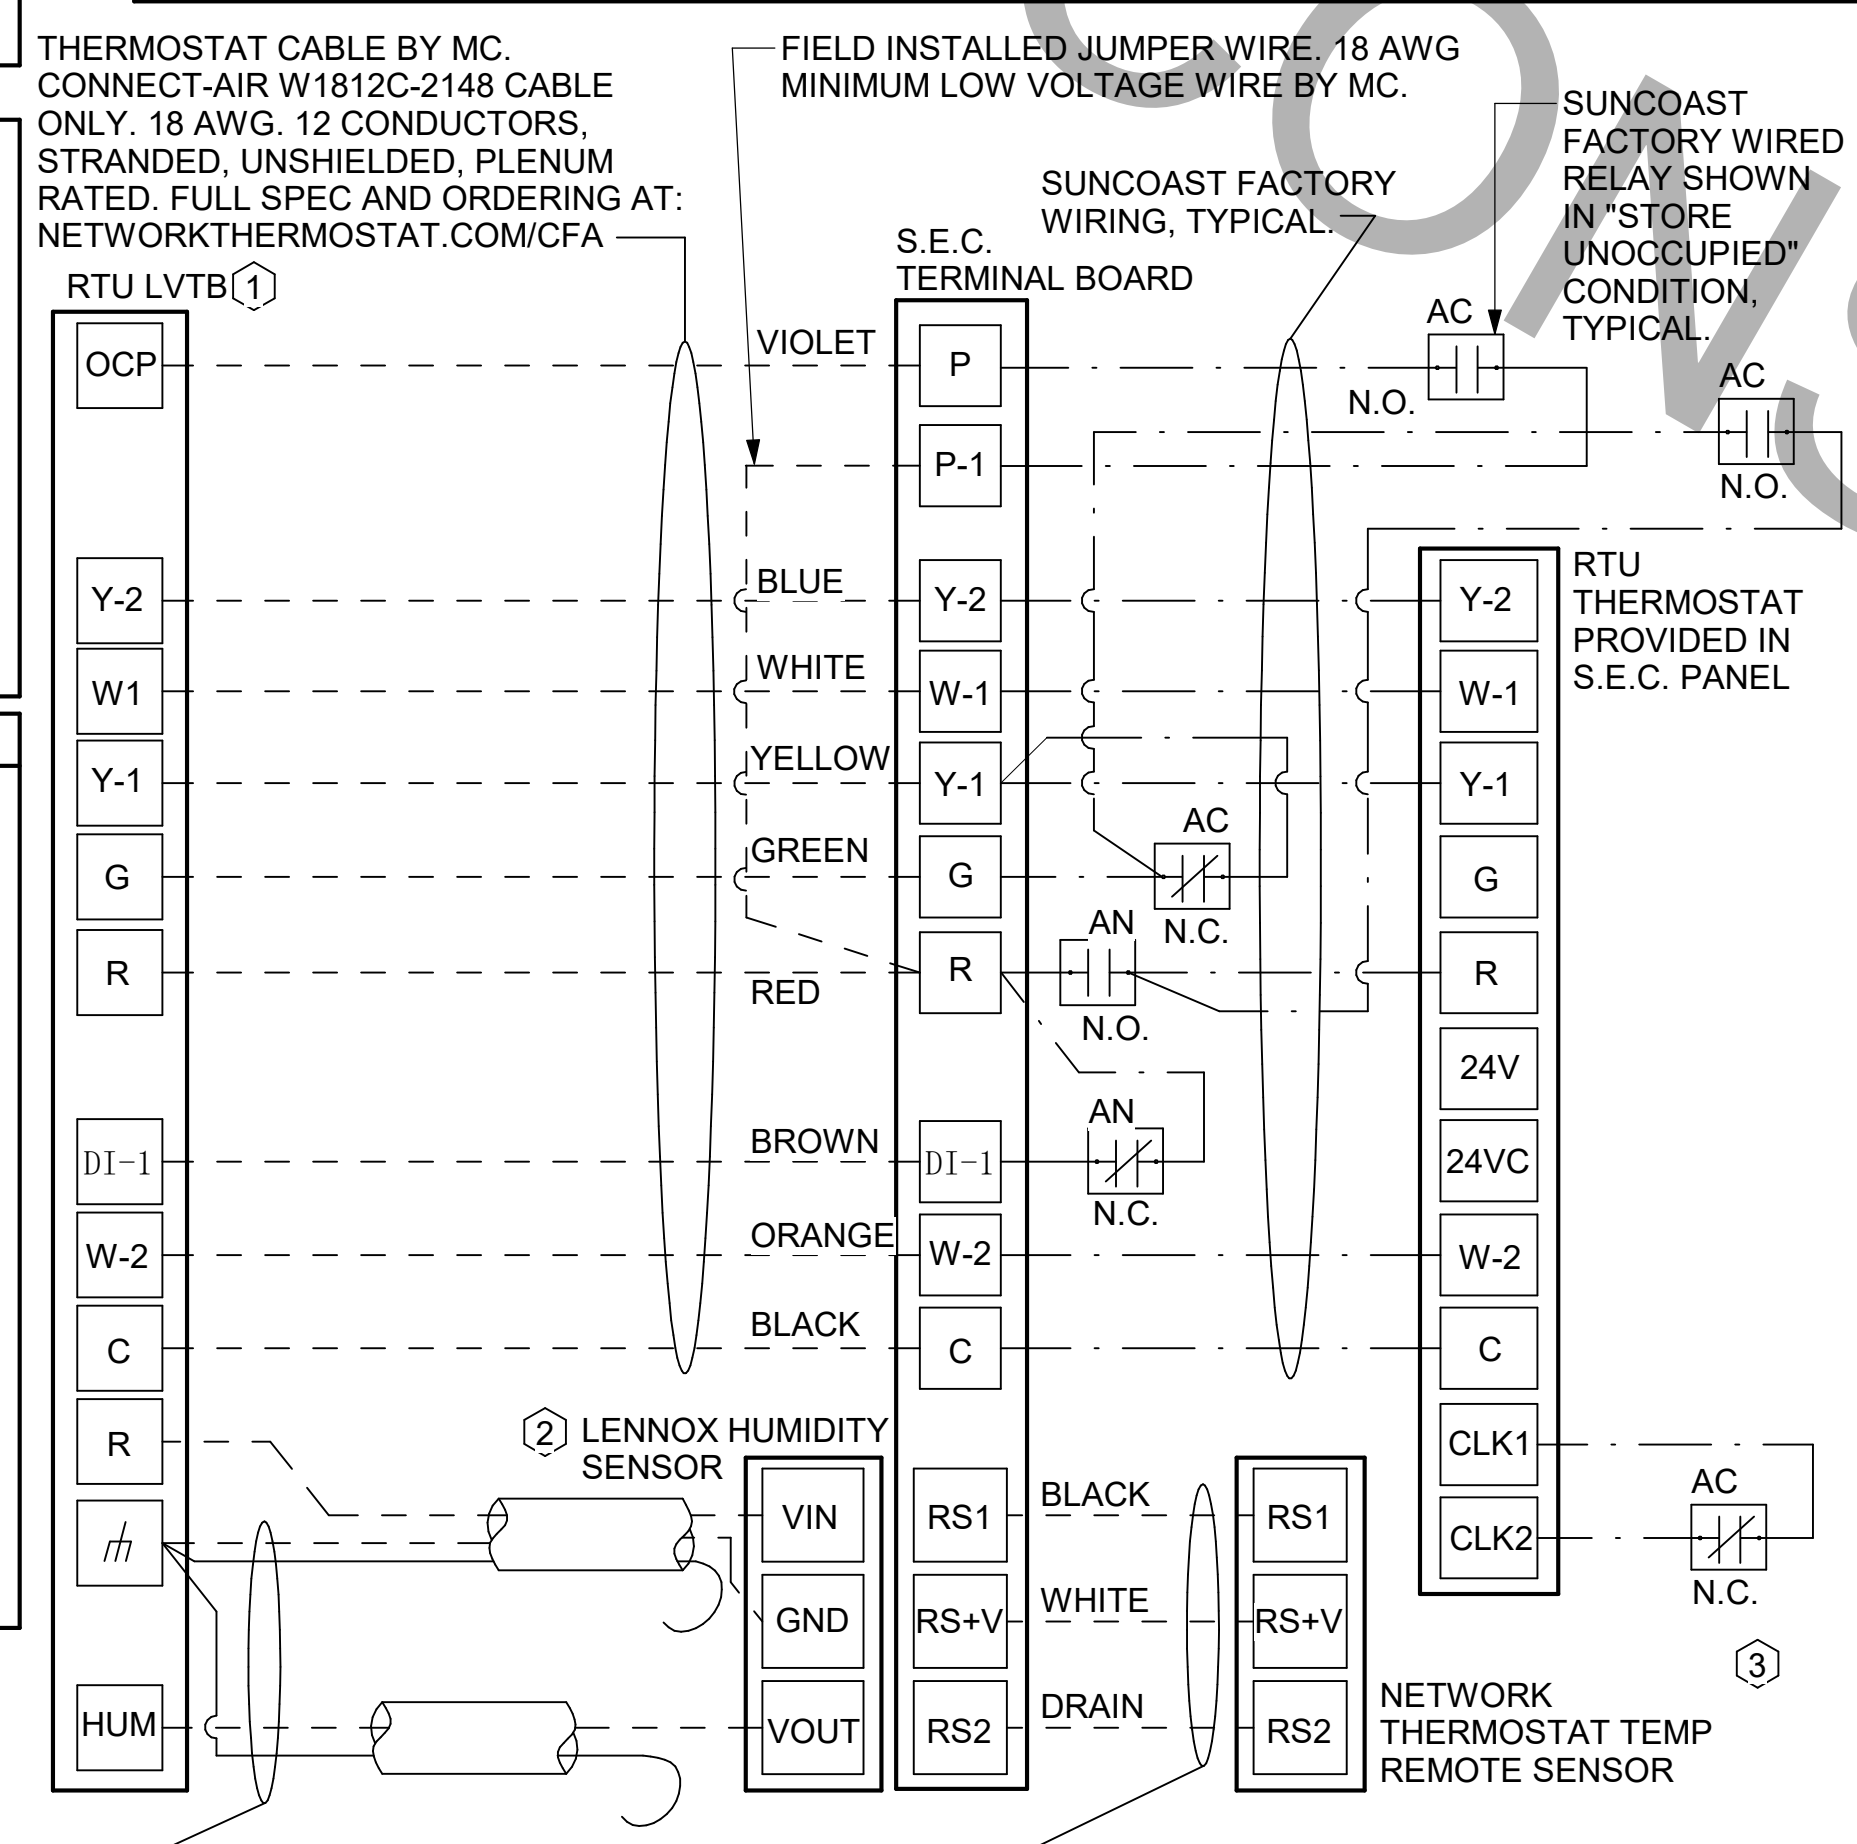 THERMOSTAT CABLE BY MC.
CONNECT-AIR W1812C-2148 CABLE
ONLY. 18 AWG. 12 CONDUCTORS,
STRANDED, UNSHIELDED, PLENUM
RATED. FULL SPEC AND ORDERING AT:
NETWORKTHERMOSTAT.COM/CFA
FIELD INSTALLED JUMPER WIRE. 18 AWG
MINIMUM LOW VOLTAGE WIRE BY MC.
SUNCOAST FACTORY
WIRING, TYPICAL.
SUNCOAST
FACTORY WIRED
RELAY SHOWN
IN "STORE
UNOCCUPIED"
CONDITION,
TYPICAL.
CONS
RTU LVTB 1
OCP
Y-2
W1
Y-1
G
R
DI-1
W-2
C
R
HUM
VIOLET
BLUE
WHITE
YELLOW
GREEN
RED
BROWN
ORANGE
BLACK
S.E.C.
TERMINAL BOARD
P
P-1
Y-2
W-1
Y-1
G
R
DI-1
W-2
C
RS1
RS+V
RS2
AC
N.O.
AC
N.O.
AC
N.C.
AN
N.O.
AN
N.C.
RTU
THERMOSTAT
PROVIDED IN
S.E.C. PANEL
Y-2
W-1
Y-1
G
R
24V
24VC
W-2
C
CLK1
CLK2
AC
N.C.
3
2 LENNOX HUMIDITY
SENSOR
VIN
GND
VOUT
BLACK
WHITE
DRAIN
RS1
RS+V
RS2
NETWORK
THERMOSTAT TEMP
REMOTE SENSOR